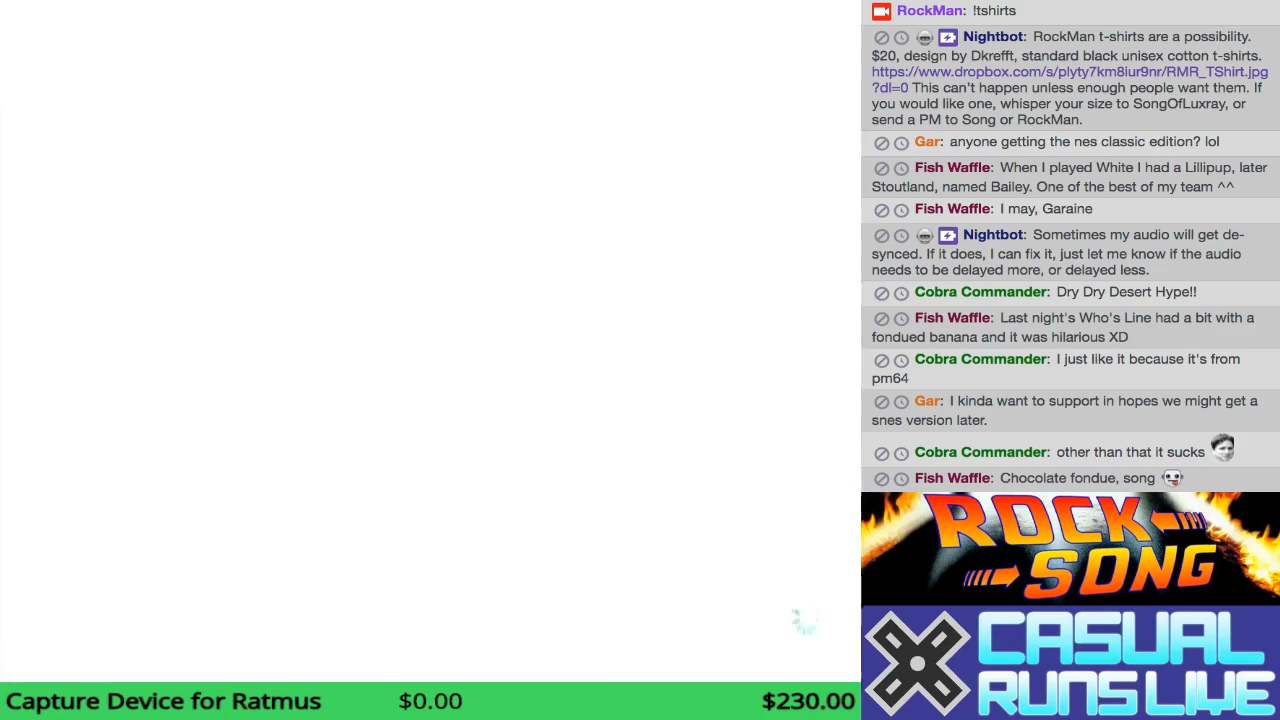 RockMan: !tshirts
Nightbot: RockMan t-shirts are a possibility.
$20, design by Dkrefft, standard black unisex cotton t-shirts.
https://www.dropbox.com/s/plyty7km8iur9nr/RMR_TShirt.jpg
?dl=0 This can't happen unless enough people want them. If
you would like one, whisper your size to SongOfLuxray, or
send a PM to Song or RockMan.
Gar: anyone getting the nes classic edition? lol
Fish Waffle: When I played White I had a Lillipup, later
Stoutland, named Bailey. One of the best of my team ^^
Fish Waffle: I may, Garaine
Nightbot: Sometimes my audio will get de-
synced. If it does, I can fix it, just let me know if the audio
needs to be delayed more, or delayed less.
Cobra Commander: Dry Dry Desert Hype!!
Fish Waffle: Last night's Who's Line had a bit with a
fondued banana and it was hilarious XD
Cobra Commander: I just like it because it's from
pm64
Gar: I kinda want to support in hopes we might get a
snes version later.
Cobra Commander: other than that it sucks
Fish Waffle: Chocolate fondue, song
ROCK
SONG
CASUAL
RUNS LIVE
Capture Device for Ratmus $0.00 $230.00